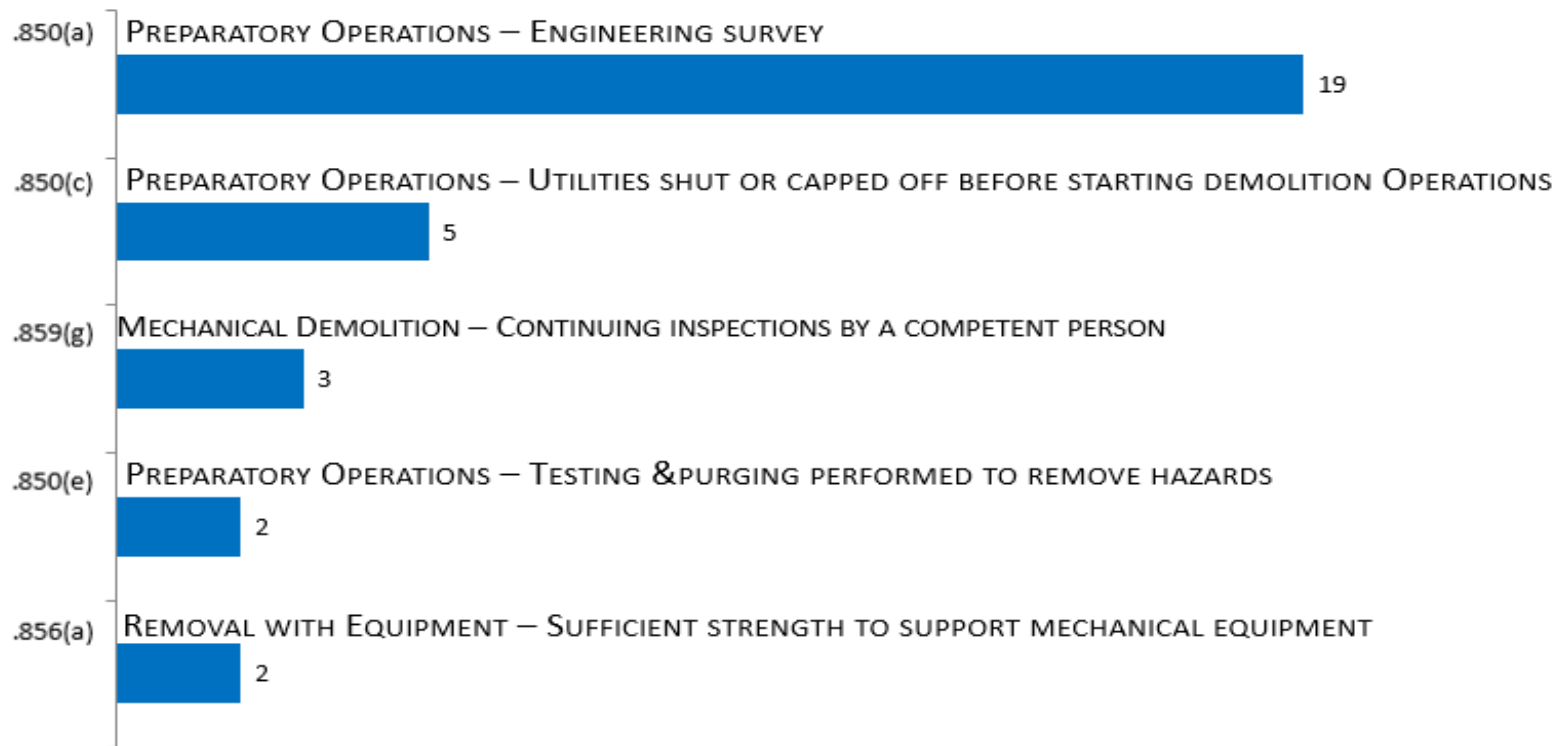 .850(a) Preparatory Operations – Engineering survey
19
.850(c) Preparatory Operations – Utilities shut or capped off before starting demolition Operations
5
.859(g) Mechanical Demolition – Continuing inspections by a competent person
3
.850(e) Preparatory Operations – Testing &purging performed to remove hazards
2
.856(a) Removal with Equipment – Sufficient strength to support mechanical equipment
2